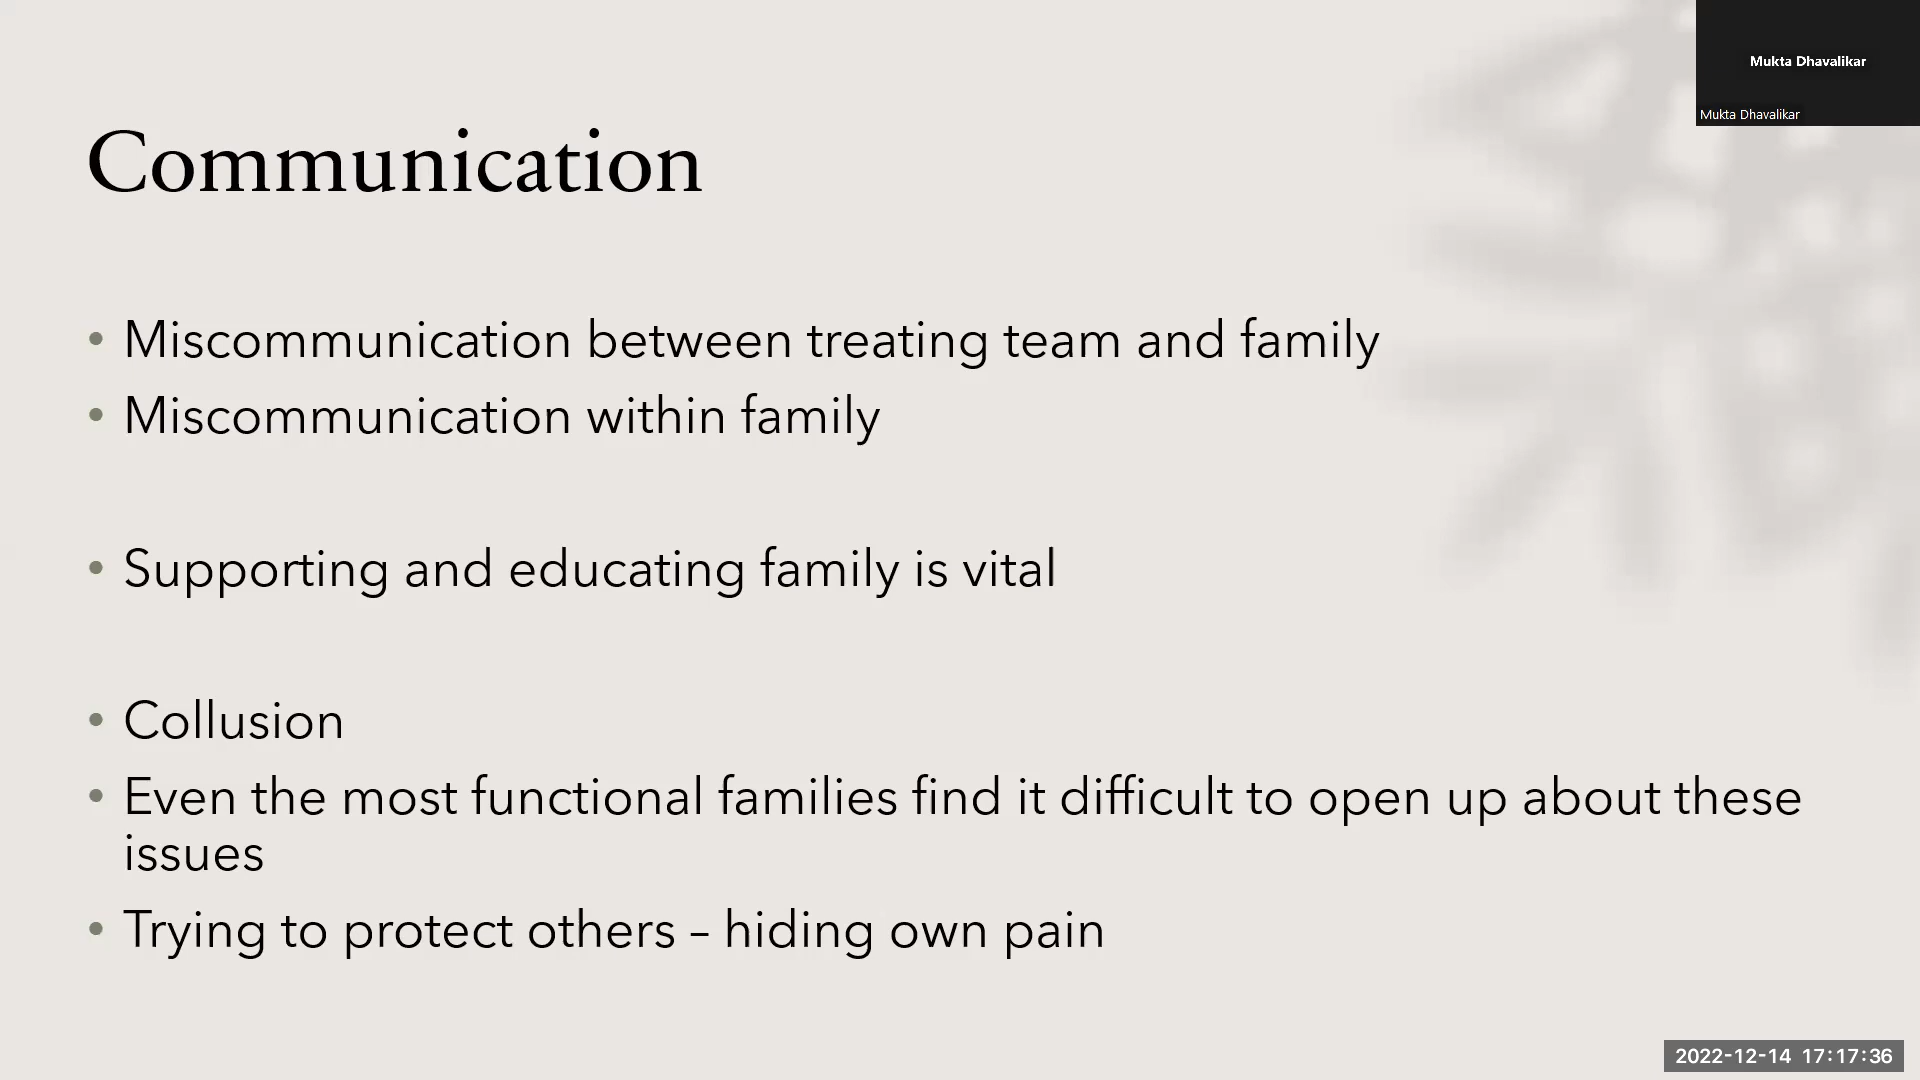 Mukta Dhavalikar
Mukta Dhavalikar
Communication
• Miscommunication between treating team and family
• Miscommunication within family
• Supporting and educating family is vital
• Collusion
• Even the most functional families find it difficult to open up about these
issues
• Trying to protect others – hiding own pain
2022-12-14 17:17:36